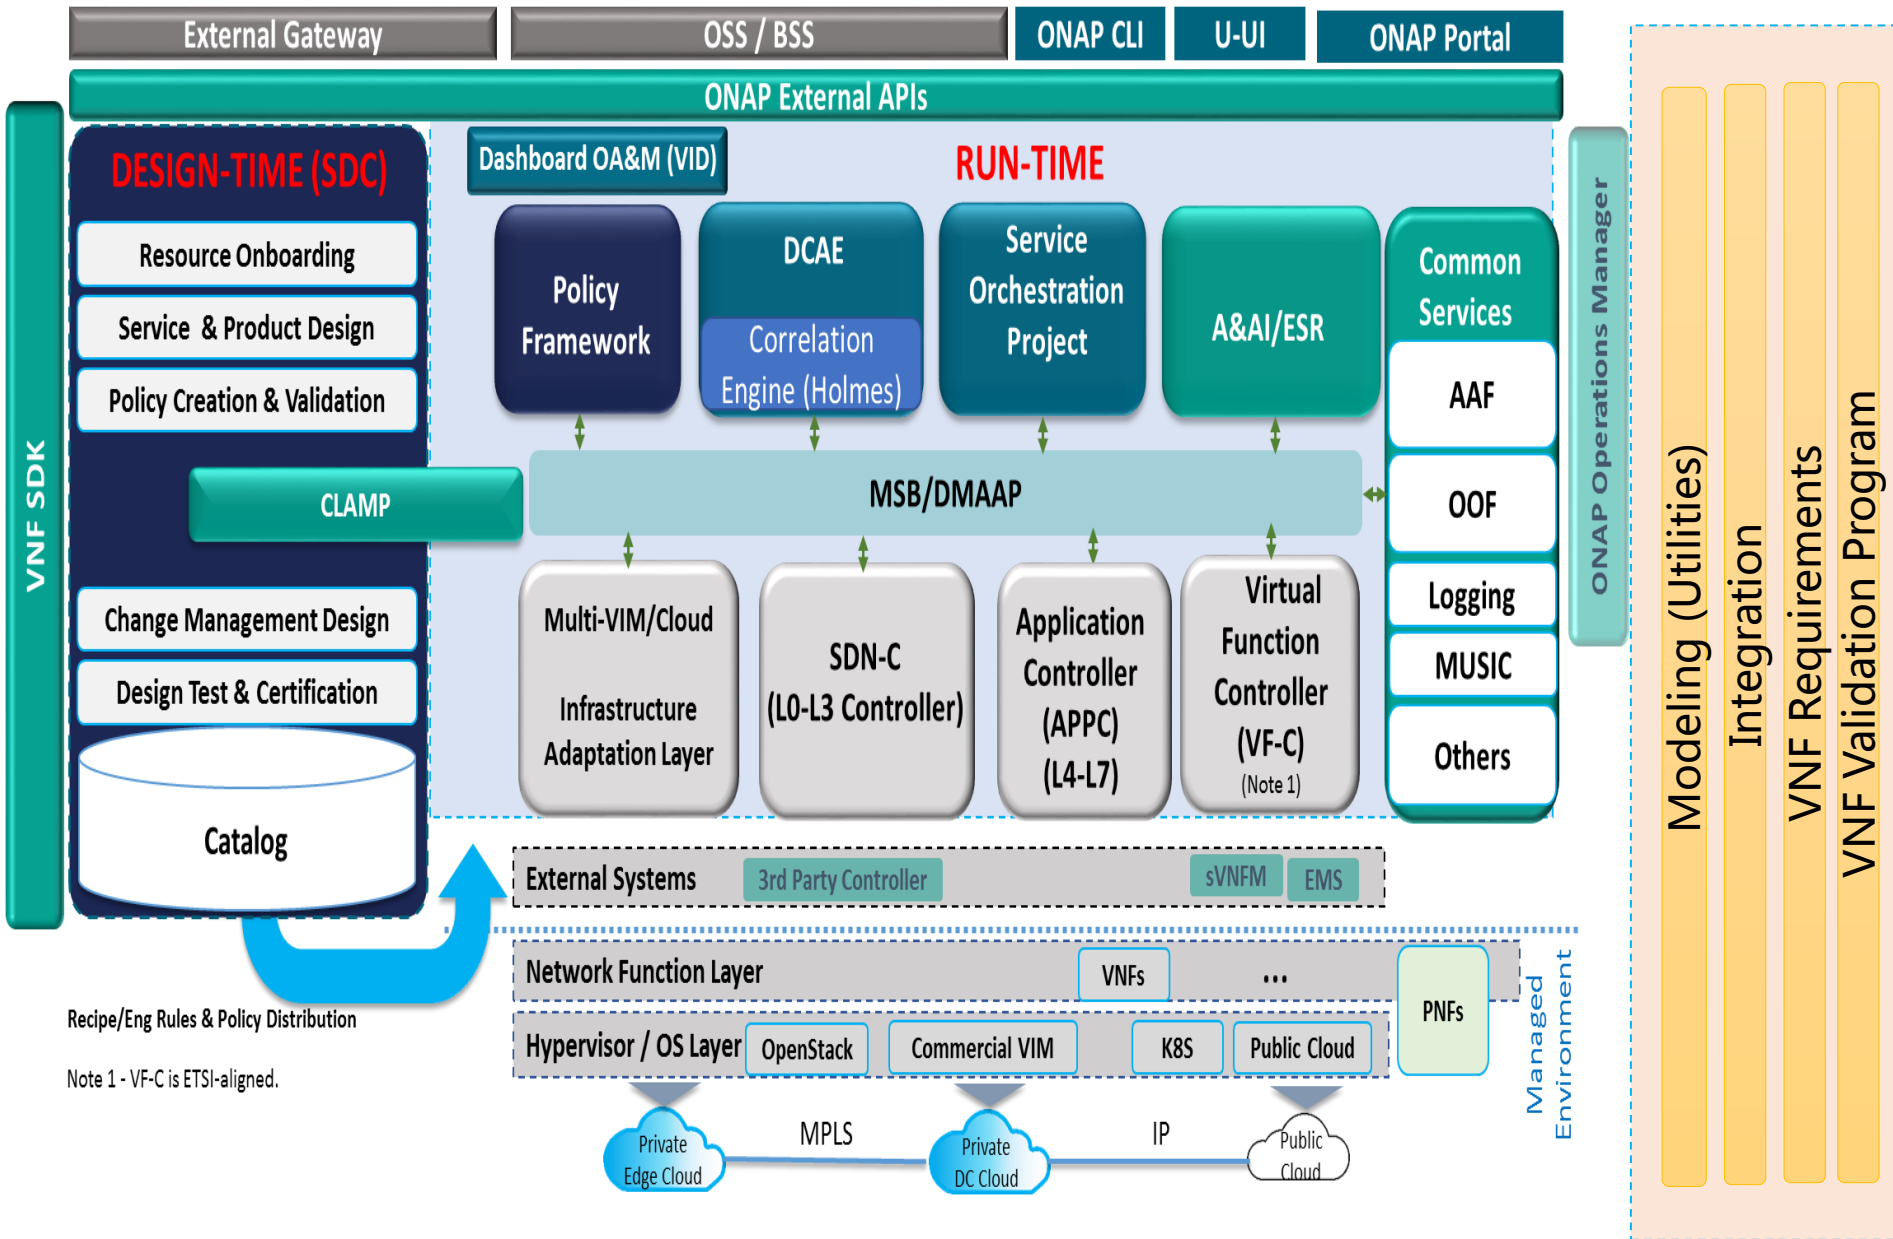 External Gateway
OSS / BSS
ONAP CLI
U-UI
ONAP Portal
ONAP External APIs
VNF SDK
DESIGN-TIME (SDC)
Resource Onboarding
Service & Product Design
Policy Creation & Validation
CLAMP
Change Management Design
Design Test & Certification
Catalog
Dashboard OA&M (VID)
RUN-TIME
Policy
Framework
DCAE
Correlation
Engine (Holmes)
Service
Orchestration
Project
A&AI/ESR
Common
Services
AAF
OOF
Logging
MUSIC
Others
MSB/DMAAP
Multi-VIM/Cloud
Infrastructure
Adaptation Layer
SDN-C
(L0-L3 Controller)
Application
Controller
(APPC)
(L4-L7)
Virtual
Function
Controller
(VF-C)
(Note 1)
ONAP Operations Manager
Modeling (Utilities)
Integration
VNF Requirements
VNF Validation Program
External Systems
3rd Party Controller
sVNFM
EMS
Network Function Layer
VNFs
...
PNFs
Hypervisor / OS Layer
OpenStack
Commercial VIM
K8S
Public Cloud
Managed
Environment
Recipe/Eng Rules & Policy Distribution
Note 1 - VF-C is ETSI-aligned.
Private
Edge Cloud
MPLS
Private
DC Cloud
IP
Public
Cloud